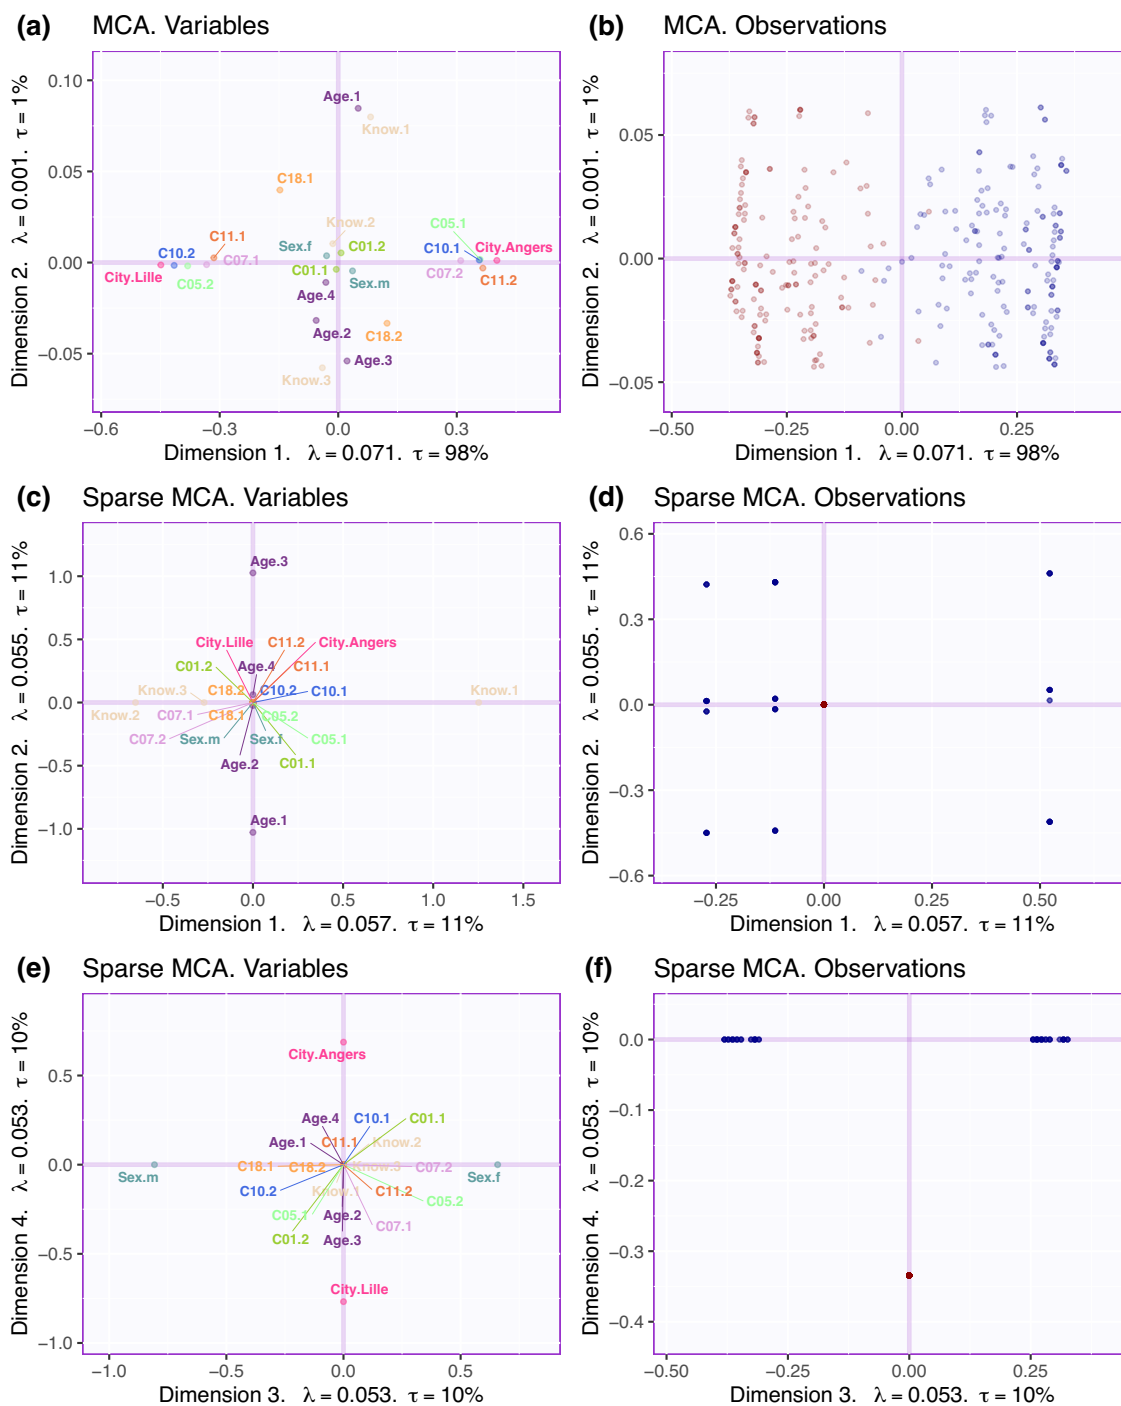 (a) MCA. Variables
(b) MCA. Observations
Dimension 2. λ = 0.001. τ = 1%
0.10
0.05
0.00
−0.05
Age.1
Know.1
C18.1
Know.2
C05.1
C11.1
Sex.f
C01.2
C10.2
C07.1
C10.1
City.Angers
City.Lille
C05.2
C01.1
Sex.m
C07.2
C11.2
Age.4
Age.2
C18.2
Age.3
Know.3
−0.6
−0.3
0.0
0.3
Dimension 1. λ = 0.071. τ = 98%
Dimension 2. λ = 0.001. τ = 1%
0.05
0.00
−0.05
−0.50
−0.25
0.00
0.25
Dimension 1. λ = 0.071. τ = 98%
(c) Sparse MCA. Variables
(d) Sparse MCA. Observations
Dimension 2. λ = 0.055. τ = 11%
1.0
0.5
0.0
−0.5
−1.0
Age.3
City.Lille
C11.2
City.Angers
C01.2
Age.4
C11.1
Know.3
C18.2
C10.2
C10.1
Know.1
Know.2
C07.1
C18.1
C05.2
C07.2
Sex.m
Sex.f
C05.1
Age.2
C01.1
Age.1
−0.5
0.0
0.5
1.0
1.5
Dimension 1. λ = 0.057. τ = 11%
Dimension 2. λ = 0.055. τ = 11%
0.6
0.3
0.0
−0.3
−0.6
−0.25
0.00
0.25
0.50
Dimension 1. λ = 0.057. τ = 11%
(e) Sparse MCA. Variables
(f) Sparse MCA. Observations
Dimension 4. λ = 0.053. τ = 10%
0.5
0.0
−0.5
−1.0
City.Angers
Age.4
C10.1
C01.1
Age.1
C11.1
Know.2
C18.1
C18.2
Know.3
C07.2
Sex.m
Sex.f
C10.2
Know.1
C11.2
C05.2
C05.1
Age.2
C07.1
C01.2
Age.3
City.Lille
−1.0
−0.5
0.0
0.5
Dimension 3. λ = 0.053. τ = 10%
Dimension 4. λ = 0.053. τ = 10%
0.0
−0.1
−0.2
−0.3
−0.4
−0.50
−0.25
0.00
0.25
Dimension 3. λ = 0.053. τ = 10%